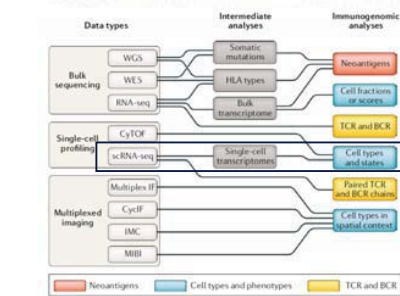 Data types
Intermediate
analyses
Immunogenomic
analyses
Bulk
sequencing
WGS
WES
RNA-seq
Somatic
mutations
HLA types
Bulk
transcriptome
Neoantigens
Cell fractions
or scores
TCR and BCR
Single-cell
profiling
CyTOF
scRNA-seq
Single-cell
transcriptomes
Cell types
and states
Paired TCR
and BCR chains
Multiplexed
imaging
Multiplex IF
CycIF
IMC
MIBI
Cell types in
spatial context
Neoantigens
Cell types and phenotypes
TCR and BCR